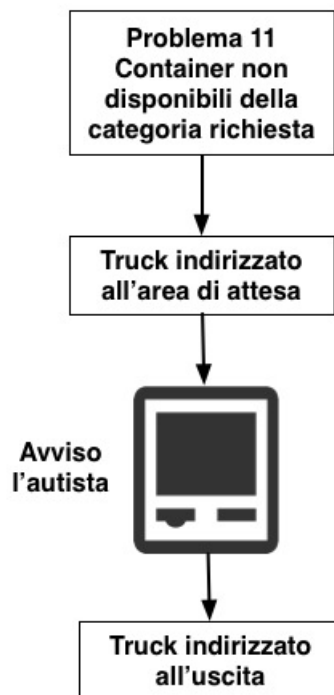 Problema 11
Container non
disponibili della
categoria richiesta
Truck indirizzato
all'area di attesa
Avviso
l'autista
Truck indirizzato
all'uscita